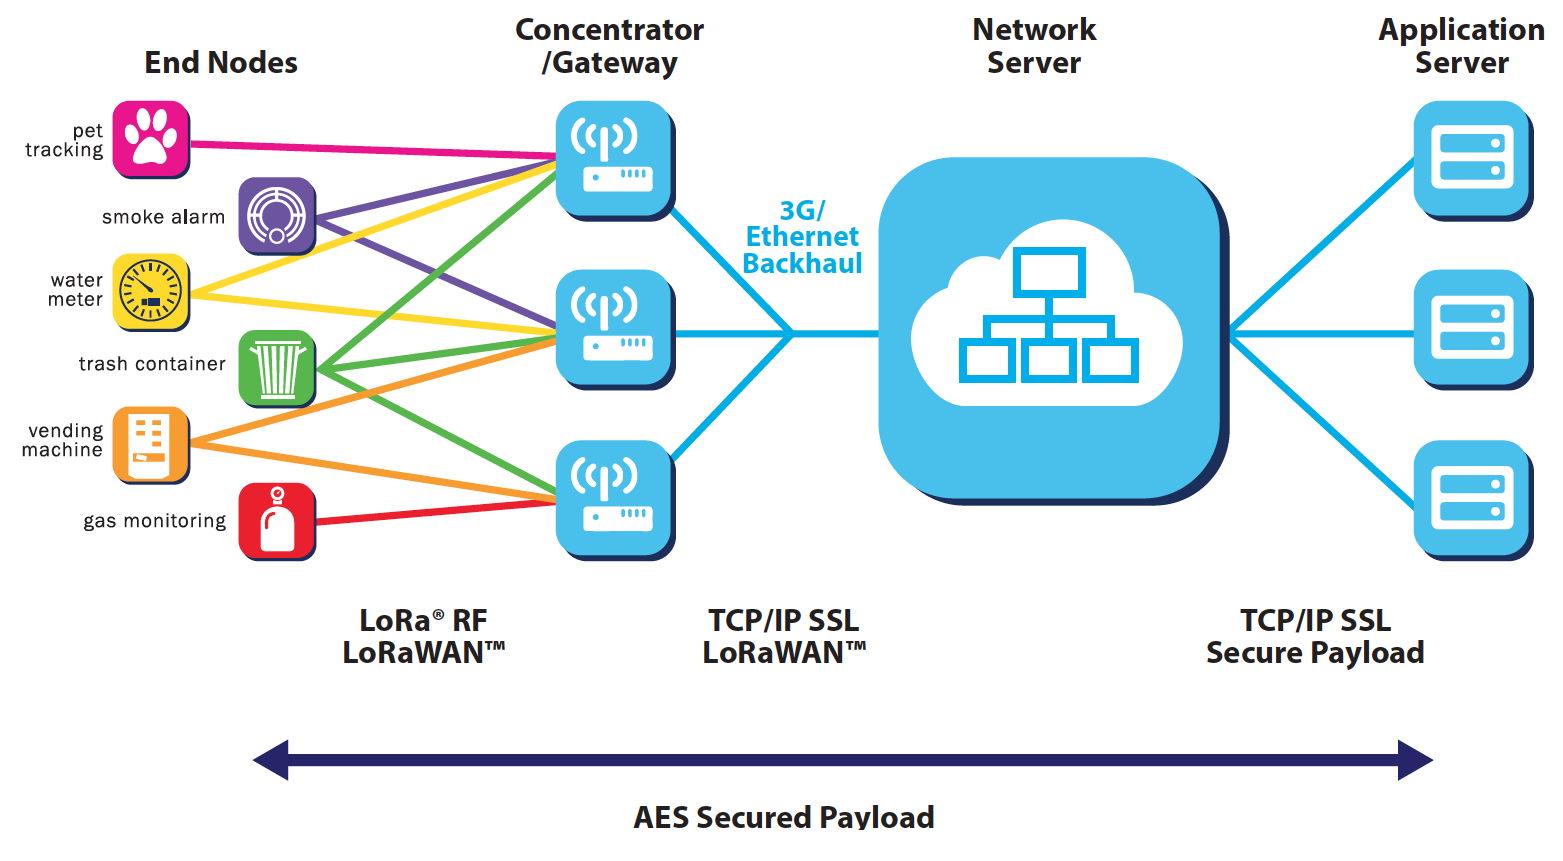 End Nodes
Concentrator
/Gateway
Network
Server
Application
Server
pet
tracking
smoke alarm
water
meter
trash container
vending
machine
gas monitoring
3G/
Ethernet
Backhaul
LoRa® RF
LoRaWAN™
TCP/IP SSL
LoRaWAN™
TCP/IP SSL
Secure Payload
AES Secured Payload